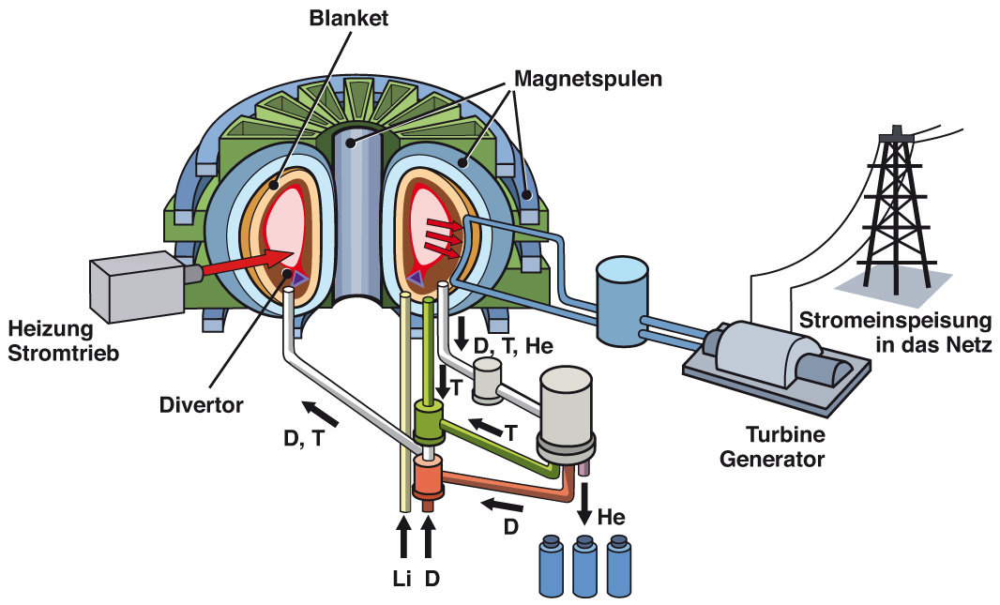 Blanket
Magnetspulen
Heizung
Stromtrieb
Divertor
D, T, He
T
D, T
T
D
He
Li
D
Stromeinspeisung
in das Netz
Turbine
Generator